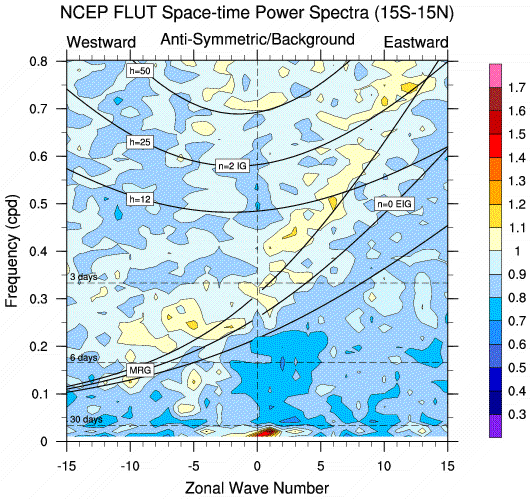 NCEP FLUT Space-time Power Spectra (15S-15N)
Westward Anti-Symmetric/Background Eastward
Frequency (cpd)
0.8
0.7
0.6
0.5
0.4
0.3
0.2
0.1
0
h=50
h=25
n=2 IG
h=12
n=0 EIG
3 days
6 days
MRG
30 days
-15 -10 -5 0 5 10 15
Zonal Wave Number
1.7
1.6
1.5
1.4
1.3
1.2
1.1
1
0.9
0.8
0.7
0.6
0.5
0.4
0.3